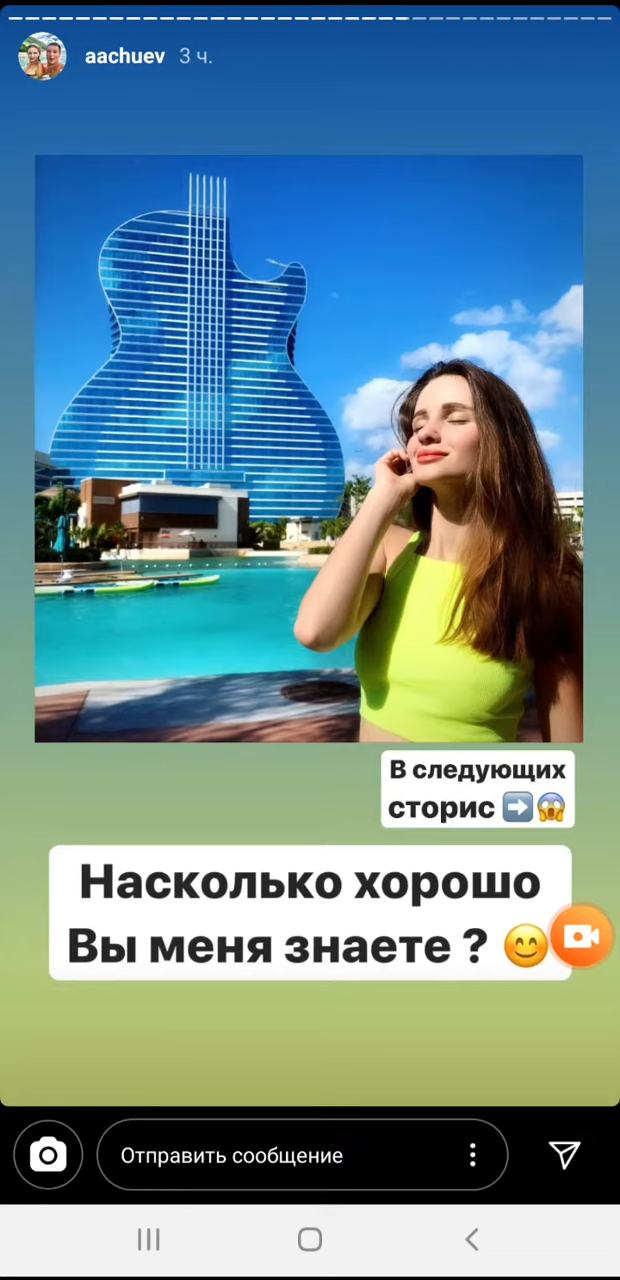 aachuev 3 ч.
В следующих
сторис ➡️😱
Насколько хорошо
Вы меня знаете ? 😊
Отправить сообщение